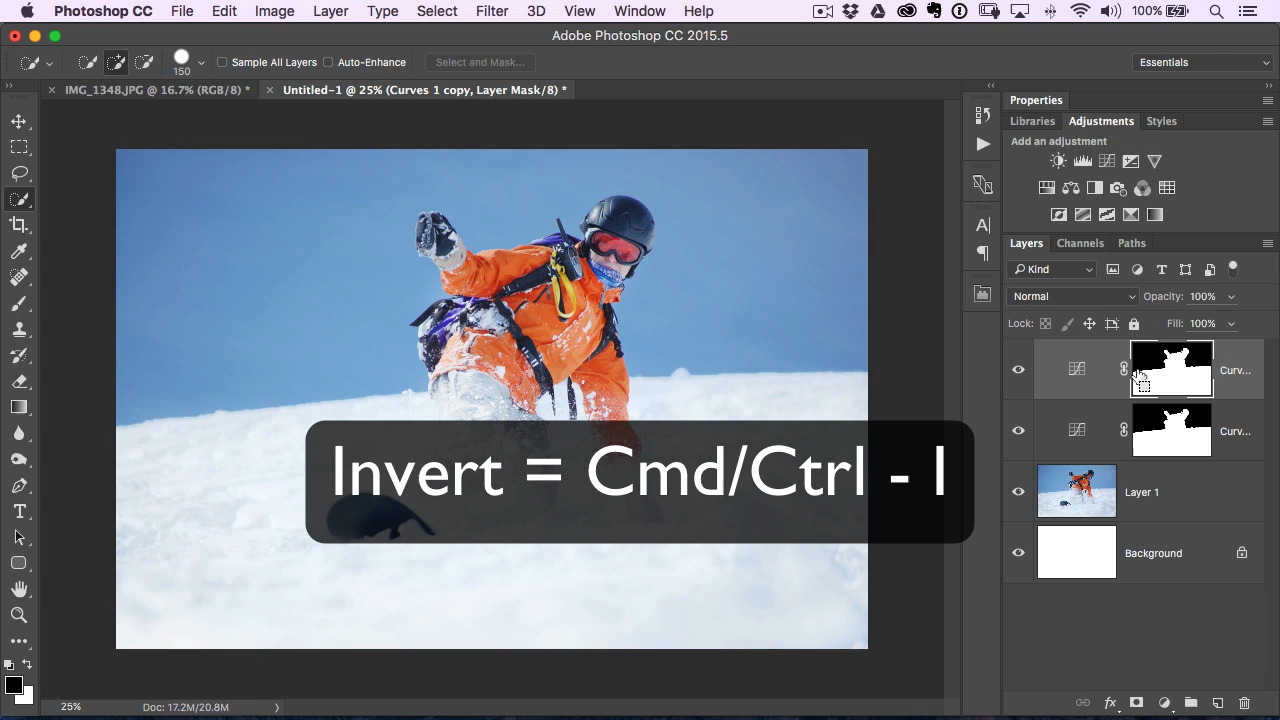 Photoshop CC File Edit Image Layer Type Select Filter 3D View Window Help 100%
Adobe Photoshop CC 2015.5
150 Sample All Layers Auto-Enhance Select and Mask... Essentials
IMG_1348.JPG @ 16.7% (RGB/8) * Untitled-1 @ 25% (Curves 1 copy, Layer Mask/8) *
Properties
Libraries Adjustments Styles
Add an adjustment
Layers Channels Paths
Kind
Normal Opacity: 100%
Lock: Fill: 100%
Curv...
Curv...
Layer 1
Background
Invert = Cmd/Ctrl - I
25% Doc: 17.2M/20.8M